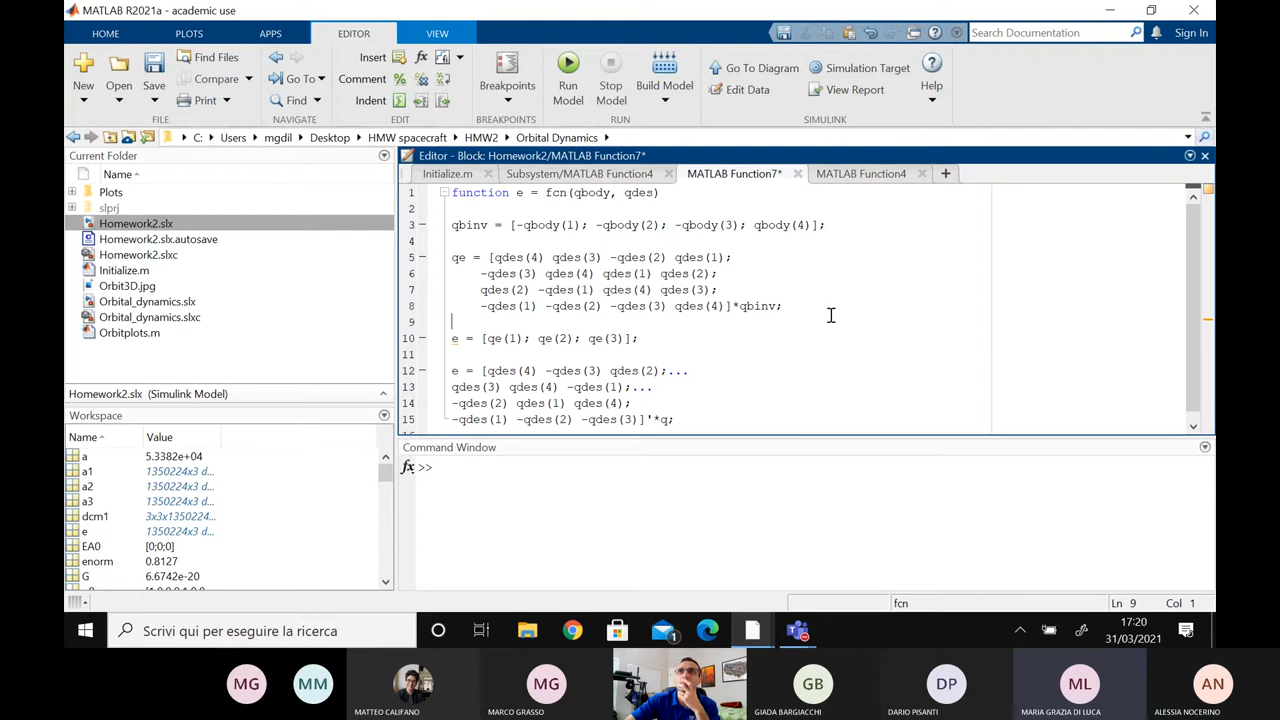 MATLAB R2021a - academic use
HOME PLOTS APPS EDITOR VIEW Search Documentation Sign In
Find Files Insert fx
New Open Save Compare Go To Comment Breakpoints Run Model Stop Model Build Model Go To Diagram Simulation Target Help
Print Find Indent Edit Data View Report
FILE NAVIGATE EDIT BREAKPOINTS RUN SIMULINK
C: Users mgdil Desktop HMW spacecraft HMW2 Orbital Dynamics
Current Folder
Name
Plots
slprj
Homework2.slx
Homework2.slx.autosave
Homework2.slxc
Initialize.m
Orbit3D.jpg
Orbital_dynamics.slx
Orbital_dynamics.slxc
Orbitplots.m
Homework2.slx (Simulink Model)
Workspace
Name Value
a 5.3382e+04
a1 1350224x3 d...
a2 1350224x3 d...
a3 1350224x3 d...
dcm1 3x3x1350224...
e 1350224x3 d...
EA0 [0;0;0]
enorm 0.8127
G 6.6742e-20
Editor - Block: Homework2/MATLAB Function7*
Initialize.m Subsystem/MATLAB Function4 MATLAB Function7* MATLAB Function4
1 function e = fcn(qbody, qdes)
2
3 qbinv = [-qbody(1); -qbody(2); -qbody(3); qbody(4)];
4
5 qe = [qdes(4) qdes(3) -qdes(2) qdes(1);
6 -qdes(3) qdes(4) qdes(1) qdes(2);
7 qdes(2) -qdes(1) qdes(4) qdes(3);
8 -qdes(1) -qdes(2) -qdes(3) qdes(4)]*qbinv;
9
10 e = [qe(1); qe(2); qe(3)];
11
12 e = [qdes(4) -qdes(3) qdes(2);...
13 qdes(3) qdes(4) -qdes(1);...
14 -qdes(2) qdes(1) qdes(4);
15 -qdes(1) -qdes(2) -qdes(3)]'*q;
Command Window
fx >>
fcn Ln 9 Col 1
Scrivi qui per eseguire la ricerca 1 17:20
31/03/2021
MG MM MG GB DP ML AN
MATTEO CALIFANO MARCO GRASSO GIADA BARGIACCHI DARIO PISANTI MARIA GRAZIA DI LUCA ALESSIA NOCERINO